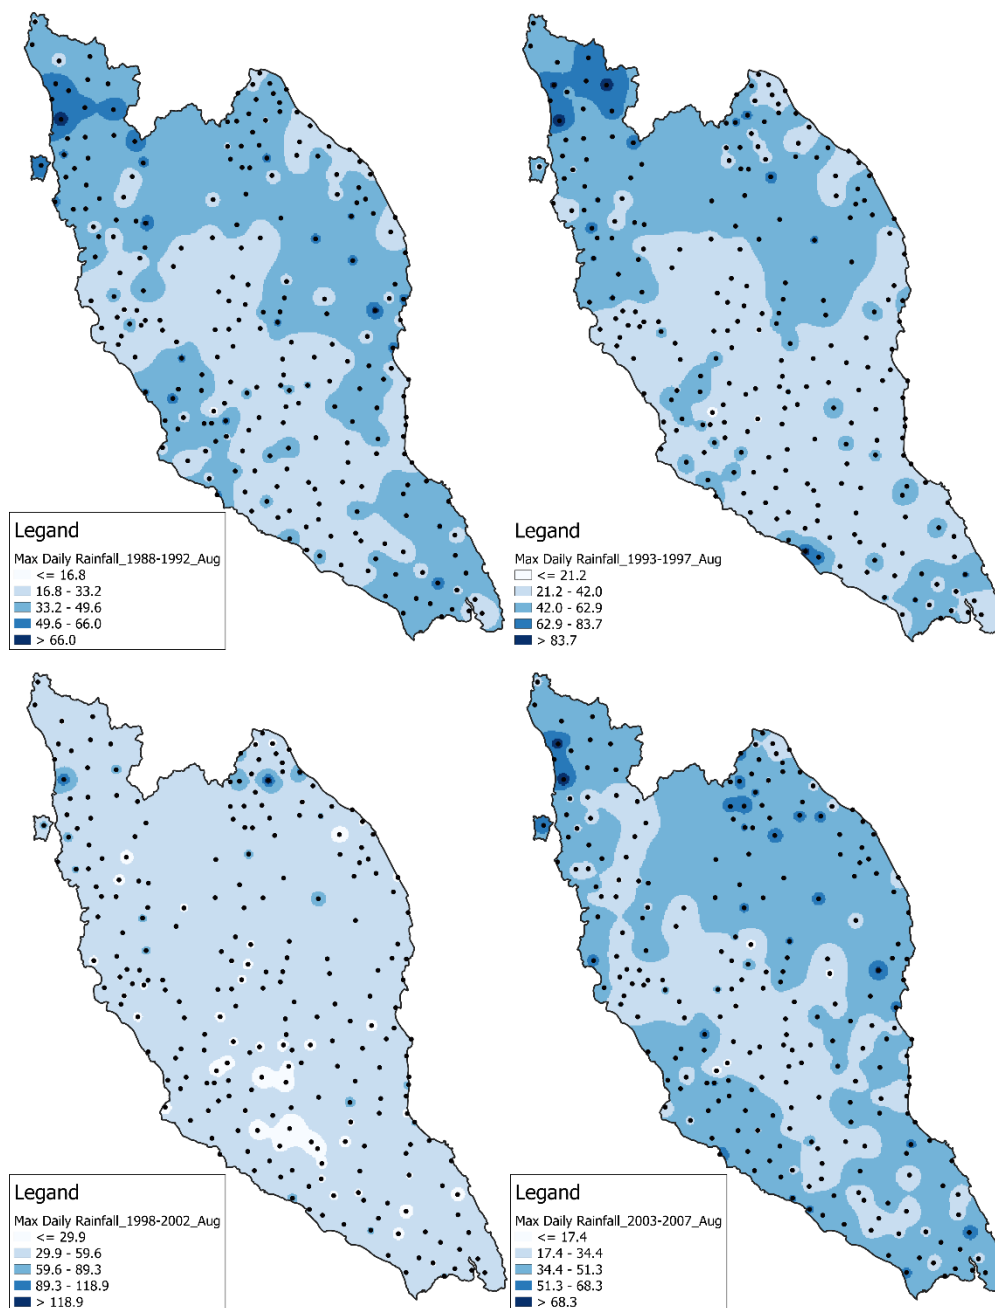 Legand
Max Daily Rainfall_1988-1992_Aug
<= 16.8
16.8 - 33.2
33.2 - 49.6
49.6 - 66.0
> 66.0
Legand
Max Daily Rainfall_1993-1997_Aug
<= 21.2
21.2 - 42.0
42.0 - 62.9
62.9 - 83.7
> 83.7
Legand
Max Daily Rainfall_1998-2002_Aug
<= 29.9
29.9 - 59.6
59.6 - 89.3
89.3 - 118.9
> 118.9
Legand
Max Daily Rainfall_2003-2007_Aug
<= 17.4
17.4 - 34.4
34.4 - 51.3
51.3 - 68.3
> 68.3